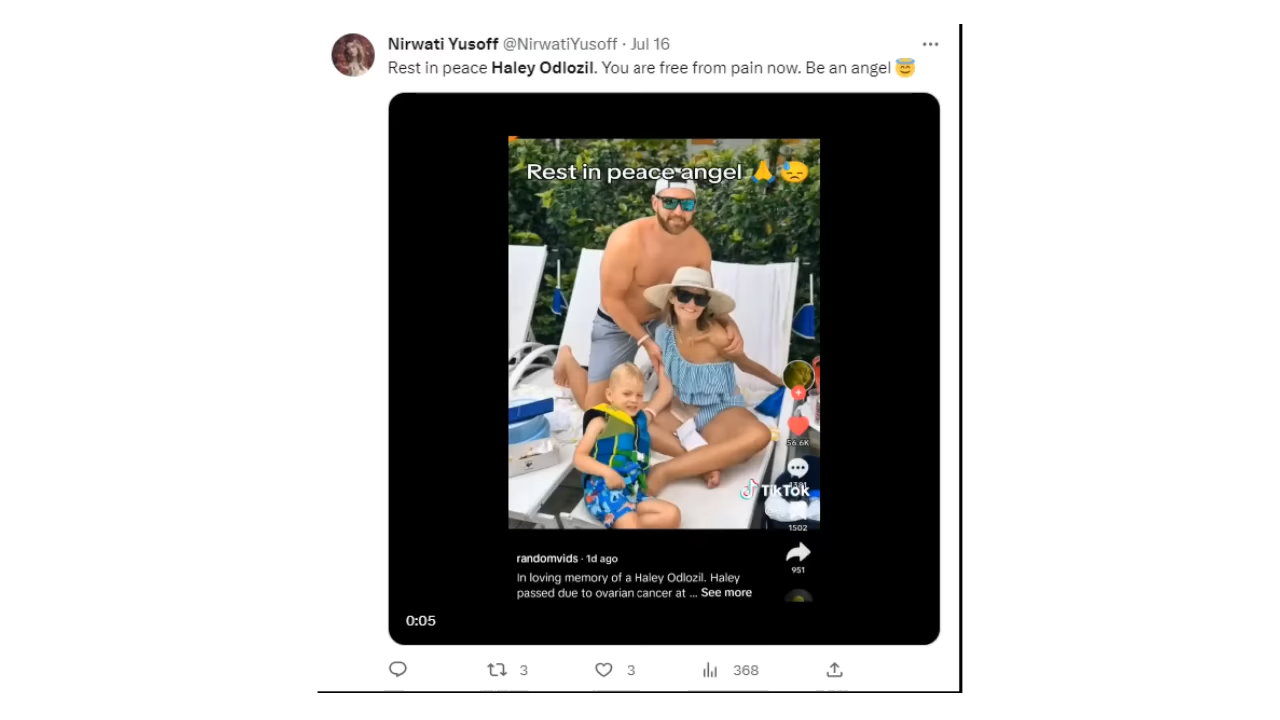 Nirwati Yusoff @NirwatiYusoff · Jul 16
Rest in peace Haley Odlozil. You are free from pain now. Be an angel 😇
Rest in peace angel 🙏😓
56.6K
1381
TikTok
1502
randomvids · 1d ago
951
In loving memory of a Haley Odlozil. Haley
passed due to ovarian cancer at ... See more
0:05
3
3
368